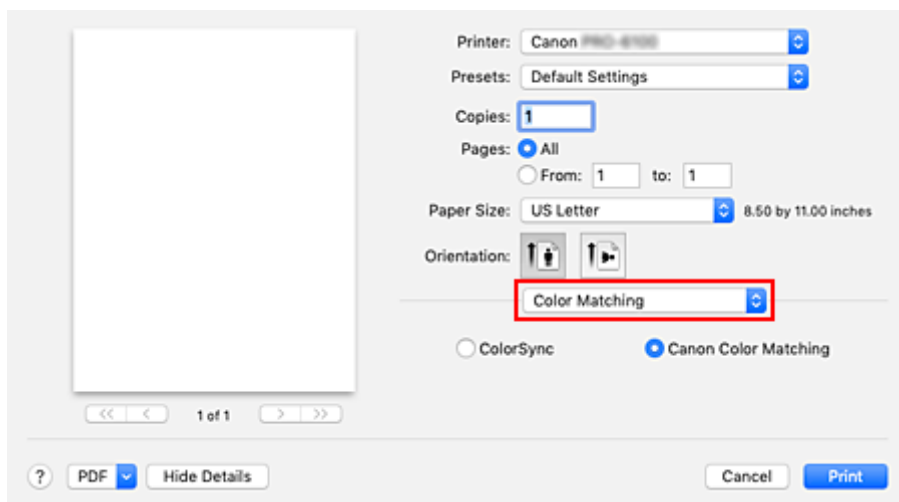 Printer: Canon
Presets: Default Settings
Copies: 1
Pages: All
From: 1 to: 1
Paper Size: US Letter 8.50 by 11.00 inches
Orientation:
Color Matching
ColorSync Canon Color Matching
<< < 1 of 1 > >>
? PDF Hide Details Cancel Print